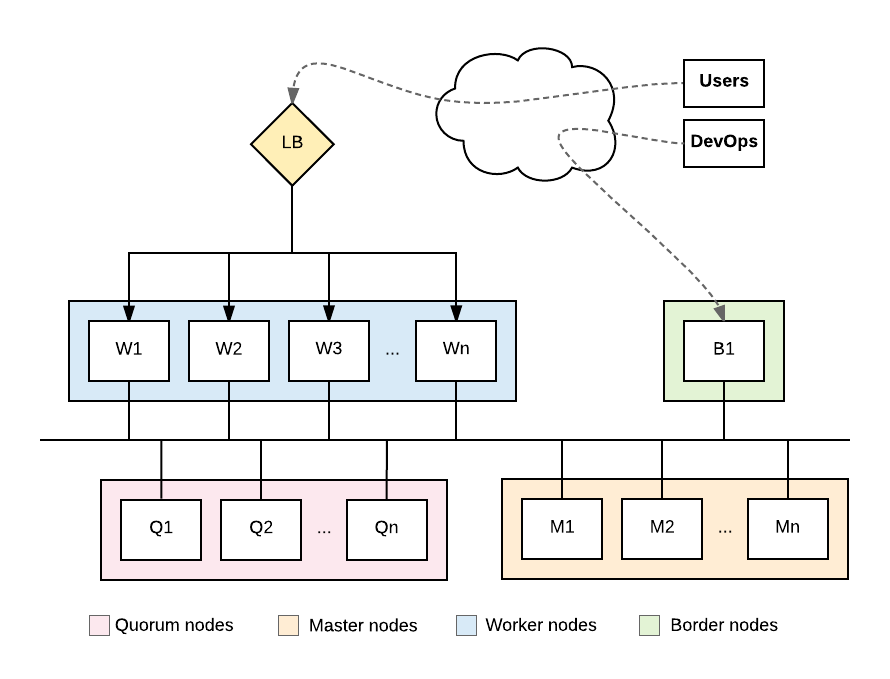 Users
DevOps
LB
W1 W2 W3 ... Wn
B1
Q1 Q2 ... Qn
M1 M2 ... Mn
Quorum nodes Master nodes Worker nodes Border nodes